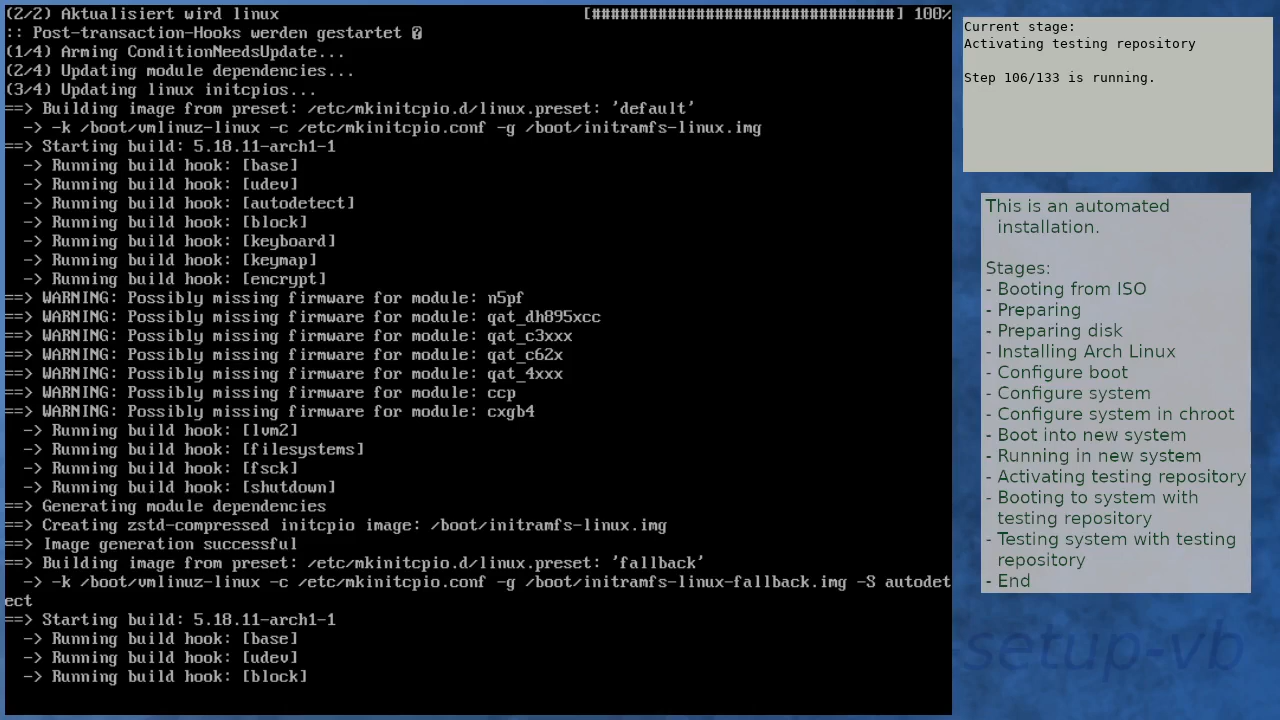 (2/2) Aktualisiert wird linux [################################] 100%
:: Post-transaction-Hooks werden gestartet �
(1/4) Arming ConditionNeedsUpdate...
(2/4) Updating module dependencies...
(3/4) Updating linux initcpios...
==> Building image from preset: /etc/mkinitcpio.d/linux.preset: 'default'
-> -k /boot/vmlinuz-linux -c /etc/mkinitcpio.conf -g /boot/initramfs-linux.img
==> Starting build: 5.18.11-arch1-1
-> Running build hook: [base]
-> Running build hook: [udev]
-> Running build hook: [autodetect]
-> Running build hook: [block]
-> Running build hook: [keyboard]
-> Running build hook: [keymap]
-> Running build hook: [encrypt]
==> WARNING: Possibly missing firmware for module: n5pf
==> WARNING: Possibly missing firmware for module: qat_dh895xcc
==> WARNING: Possibly missing firmware for module: qat_c3xxx
==> WARNING: Possibly missing firmware for module: qat_c62x
==> WARNING: Possibly missing firmware for module: qat_4xxx
==> WARNING: Possibly missing firmware for module: ccp
==> WARNING: Possibly missing firmware for module: cxgb4
-> Running build hook: [lvm2]
-> Running build hook: [filesystems]
-> Running build hook: [fsck]
-> Running build hook: [shutdown]
==> Generating module dependencies
==> Creating zstd-compressed initcpio image: /boot/initramfs-linux.img
==> Image generation successful
==> Building image from preset: /etc/mkinitcpio.d/linux.preset: 'fallback'
-> -k /boot/vmlinuz-linux -c /etc/mkinitcpio.conf -g /boot/initramfs-linux-fallback.img -S autodet
ect
==> Starting build: 5.18.11-arch1-1
-> Running build hook: [base]
-> Running build hook: [udev]
-> Running build hook: [block]
Current stage:
Activating testing repository
Step 106/133 is running.
This is an automated
installation.
Stages:
- Booting from ISO
- Preparing
- Preparing disk
- Installing Arch Linux
- Configure boot
- Configure system
- Configure system in chroot
- Boot into new system
- Running in new system
- Activating testing repository
- Booting to system with
testing repository
- Testing system with testing
repository
- End
-setup-vb